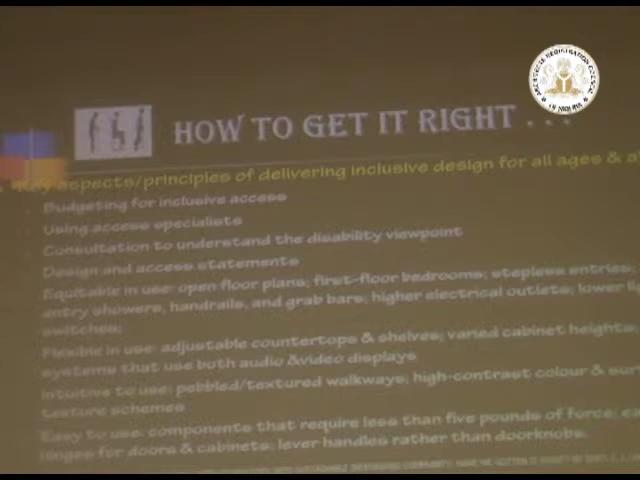 HOW TO GET IT RIGHT . . .
Key aspects/principles of delivering inclusive design for all ages &
Budgeting for inclusive access
Using access specialists
Consultation to understand the disability viewpoint
Design and access statements
Equitable in use: open floor plans; first-floor bedrooms; stepless entries;
entry showers, handrails, and grab bars; higher electrical outlets; lower
switches;
Flexible in use: adjustable countertops & shelves; varied cabinet heights;
systems that use both audio &video displays
Intuitive to use: pebbled/textured walkways; high-contrast colour &
texture schemes
Easy to use: components that require less than five pounds of force;
for doors & cabinets; lever handles rather than doorknobs.
ARCHITECTS REGISTRATION COUNCIL
OF NIGERIA